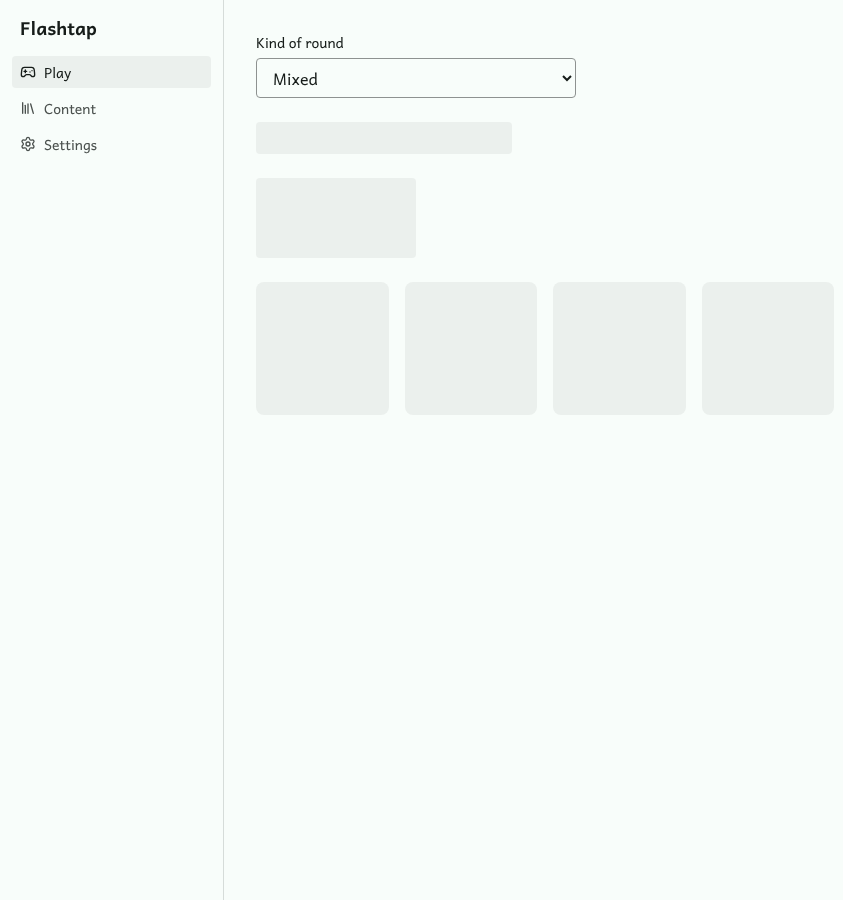 Flashtap
Play
Content
Settings
Kind of round
Mixed